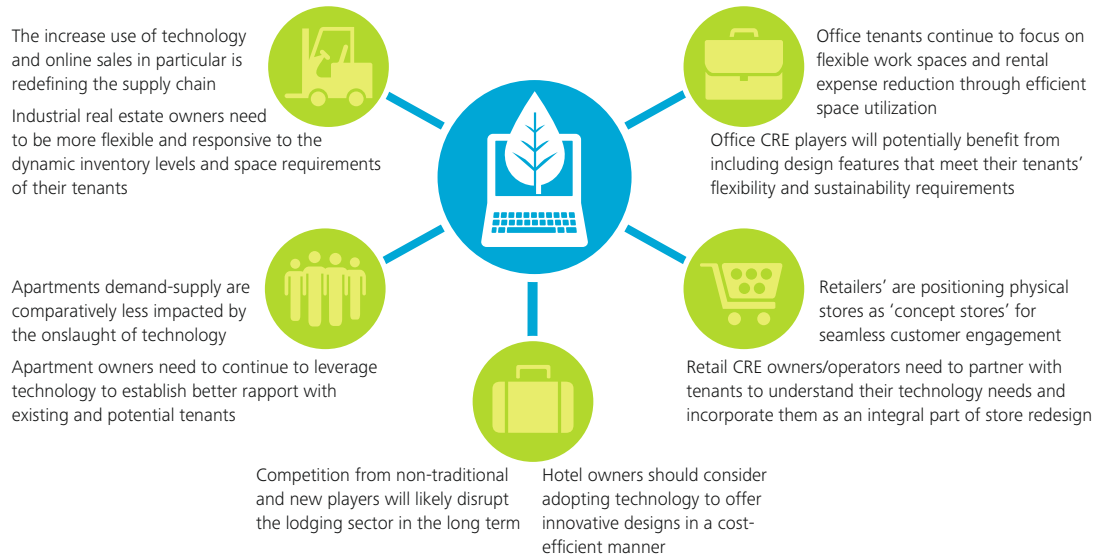 The increase use of technology
and online sales in particular is
redefining the supply chain
Industrial real estate owners need
to be more flexible and responsive to the
dynamic inventory levels and space requirements
of their tenants
Office tenants continue to focus on
flexible work spaces and rental
expense reduction through efficient
space utilization
Office CRE players will potentially benefit from
including design features that meet their tenants’
flexibility and sustainability requirements
Apartments demand-supply are
comparatively less impacted by
the onslaught of technology
Apartment owners need to continue to leverage
technology to establish better rapport with
existing and potential tenants
Retailers’ are positioning physical
stores as ‘concept stores’ for
seamless customer engagement
Retail CRE owners/operators need to partner with
tenants to understand their technology needs and
incorporate them as an integral part of store redesign
Competition from non-traditional
and new players will likely disrupt
the lodging sector in the long term
Hotel owners should consider
adopting technology to offer
innovative designs in a cost-
efficient manner